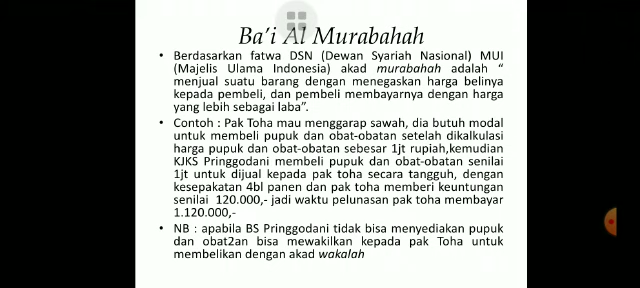 Ba'i Al Murabahah
• Berdasarkan fatwa DSN (Dewan Syariah Nasional) MUI
(Majelis Ulama Indonesia) akad murabahah adalah "
menjual suatu barang dengan menegaskan harga belinya
kepada pembeli, dan pembeli membayarnya dengan harga
yang lebih sebagai laba".
• Contoh : Pak Toha mau menggarap sawah, dia butuh modal
untuk membeli pupuk dan obat-obatan setelah dikalkulasi
harga pupuk dan obat-obatan sebesar 1jt rupiah,kemudian
KJKS Pringgodani membeli pupuk dan obat-obatan senilai
1jt untuk dijual kepada pak toha secara tangguh, dengan
kesepakatan 4bl panen dan pak toha memberi keuntungan
senilai 120.000,- jadi waktu pelunasan pak toha membayar
1.120.000,-
• NB : apabila BS Pringgodani tidak bisa menyediakan pupuk
dan obat2an bisa mewakilkan kepada pak Toha untuk
membelikan dengan akad wakalah